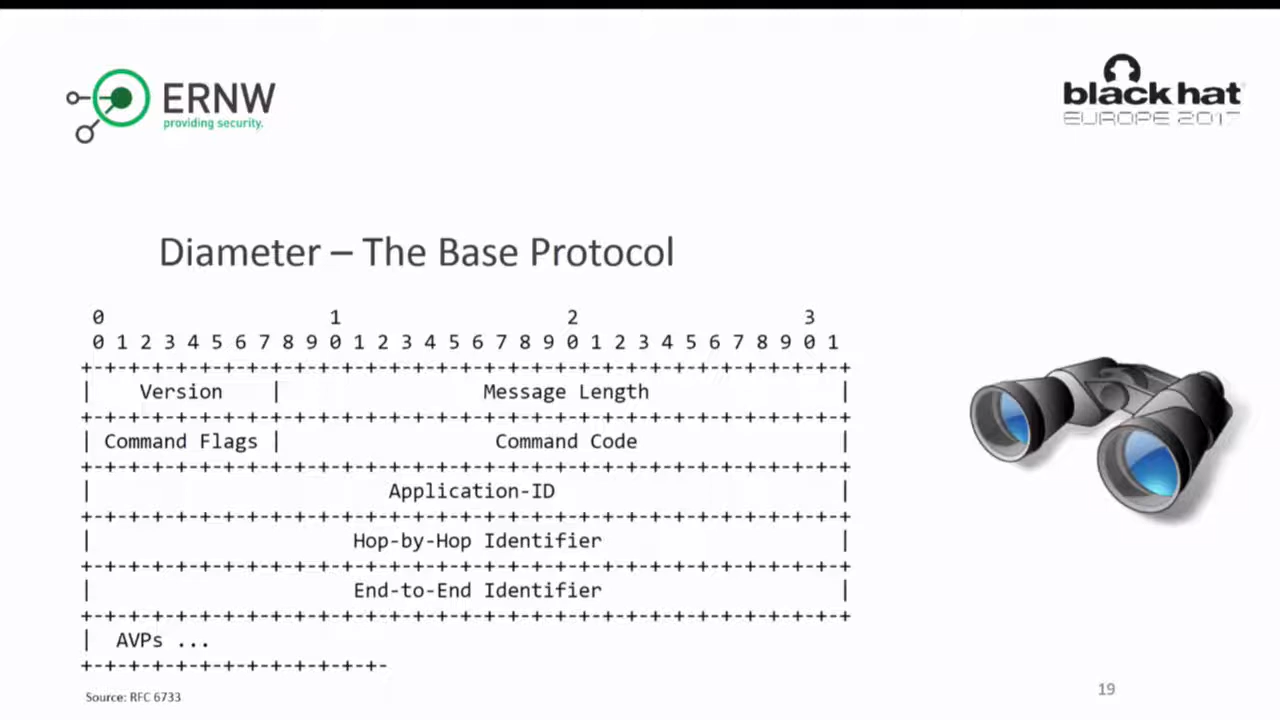 ERNW
providing security.
black hat
EUROPE 2017
Diameter – The Base Protocol
0                   1                   2                   3
0 1 2 3 4 5 6 7 8 9 0 1 2 3 4 5 6 7 8 9 0 1 2 3 4 5 6 7 8 9 0 1
+-+-+-+-+-+-+-+-+-+-+-+-+-+-+-+-+-+-+-+-+-+-+-+-+-+-+-+-+-+-+-+-+
|    Version    |                 Message Length                |
+-+-+-+-+-+-+-+-+-+-+-+-+-+-+-+-+-+-+-+-+-+-+-+-+-+-+-+-+-+-+-+-+
| Command Flags |                  Command Code                 |
+-+-+-+-+-+-+-+-+-+-+-+-+-+-+-+-+-+-+-+-+-+-+-+-+-+-+-+-+-+-+-+-+
|                         Application-ID                        |
+-+-+-+-+-+-+-+-+-+-+-+-+-+-+-+-+-+-+-+-+-+-+-+-+-+-+-+-+-+-+-+-+
|                      Hop-by-Hop Identifier                    |
+-+-+-+-+-+-+-+-+-+-+-+-+-+-+-+-+-+-+-+-+-+-+-+-+-+-+-+-+-+-+-+-+
|                      End-to-End Identifier                    |
+-+-+-+-+-+-+-+-+-+-+-+-+-+-+-+-+-+-+-+-+-+-+-+-+-+-+-+-+-+-+-+-+
|  AVPs ...
+-+-+-+-+-+-+-+-+-+-+-+-+-
Source: RFC 6733
19